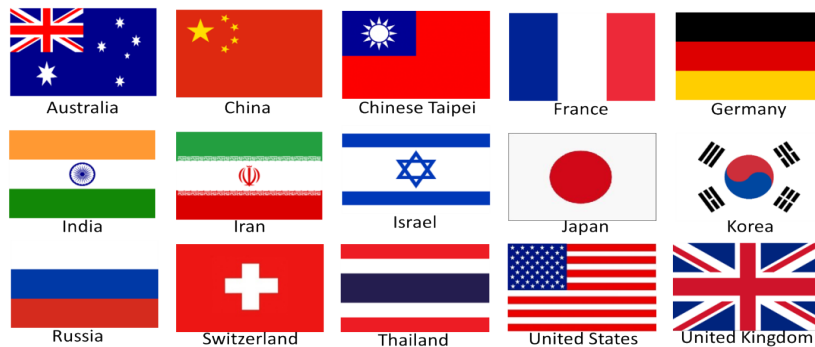 Australia
China
Chinese Taipei
France
Germany
India
Iran
Israel
Japan
Korea
Russia
Switzerland
Thailand
United States
United Kingdom